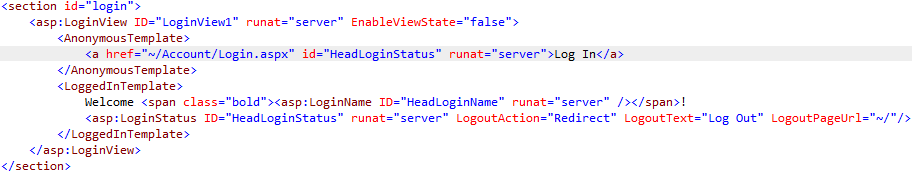 <section id="login">
<asp:LoginView ID="LoginView1" runat="server" EnableViewState="false">
<AnonymousTemplate>
<a href="~/Account/Login.aspx" id="HeadLoginStatus" runat="server">Log In</a>
</AnonymousTemplate>
<LoggedInTemplate>
Welcome <span class="bold"><asp:LoginName ID="HeadLoginName" runat="server" /></span>!
<asp:LoginStatus ID="HeadLoginStatus" runat="server" LogoutAction="Redirect" LogoutText="Log Out" LogoutPageUrl="~/"/>
</LoggedInTemplate>
</asp:LoginView>
</section>